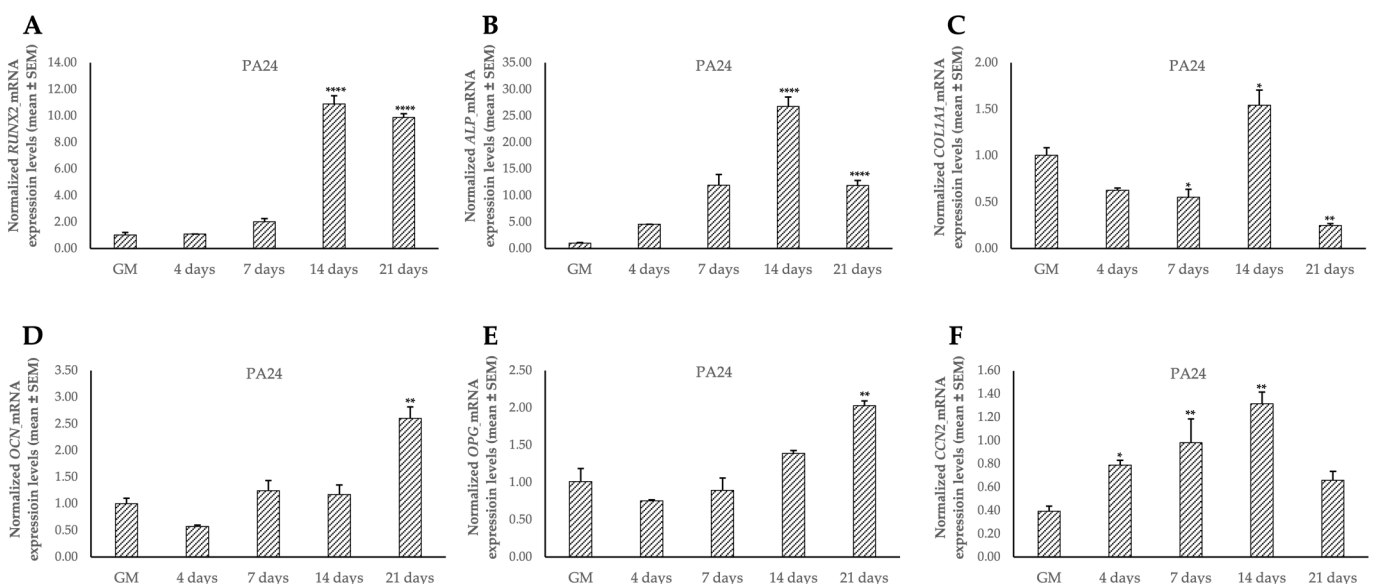 A
Normalized RUNX2 mRNA
expressioin levels (mean ± SEM)
PA24
14.00
12.00
10.00
8.00
6.00
4.00
2.00
0.00
****
****
GM 4 days 7 days 14 days 21 days
B
Normalized ALP mRNA
expressioin levels (mean ± SEM)
PA24
35.00
30.00
25.00
20.00
15.00
10.00
5.00
0.00
****
****
GM 4 days 7 days 14 days 21 days
C
Normalized COL1A1 mRNA
expressioin levels (mean ± SEM)
PA24
2.00
1.50
1.00
0.50
0.00
*
*
**
GM 4 days 7 days 14 days 21 days
D
Normalized OCN mRNA
expressioin levels (mean ± SEM)
PA24
3.50
3.00
2.50
2.00
1.50
1.00
0.50
0.00
**
GM 4 days 7 days 14 days 21 days
E
Normalized OPG mRNA
expressioin levels (mean ± SEM)
PA24
2.50
2.00
1.50
1.00
0.50
0.00
**
GM 4 days 7 days 14 days 21 days
F
Normalized CCN2 mRNA
expressioin levels (mean ± SEM)
PA24
1.60
1.40
1.20
1.00
0.80
0.60
0.40
0.20
0.00
*
**
**
GM 4 days 7 days 14 days 21 days